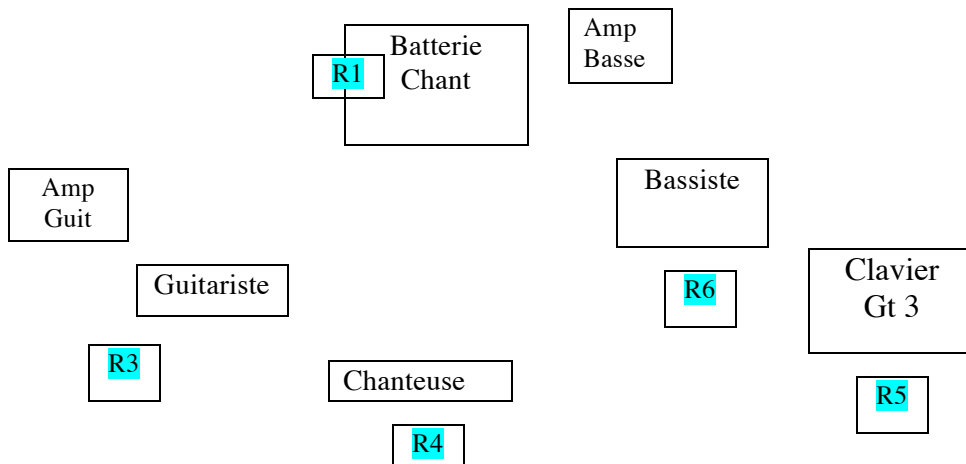 Batterie
Chant
R1
Amp
Basse
Amp
Guit
Bassiste
Guitariste
R6
Clavier
Gt 3
R3
Chanteuse
R5
R4